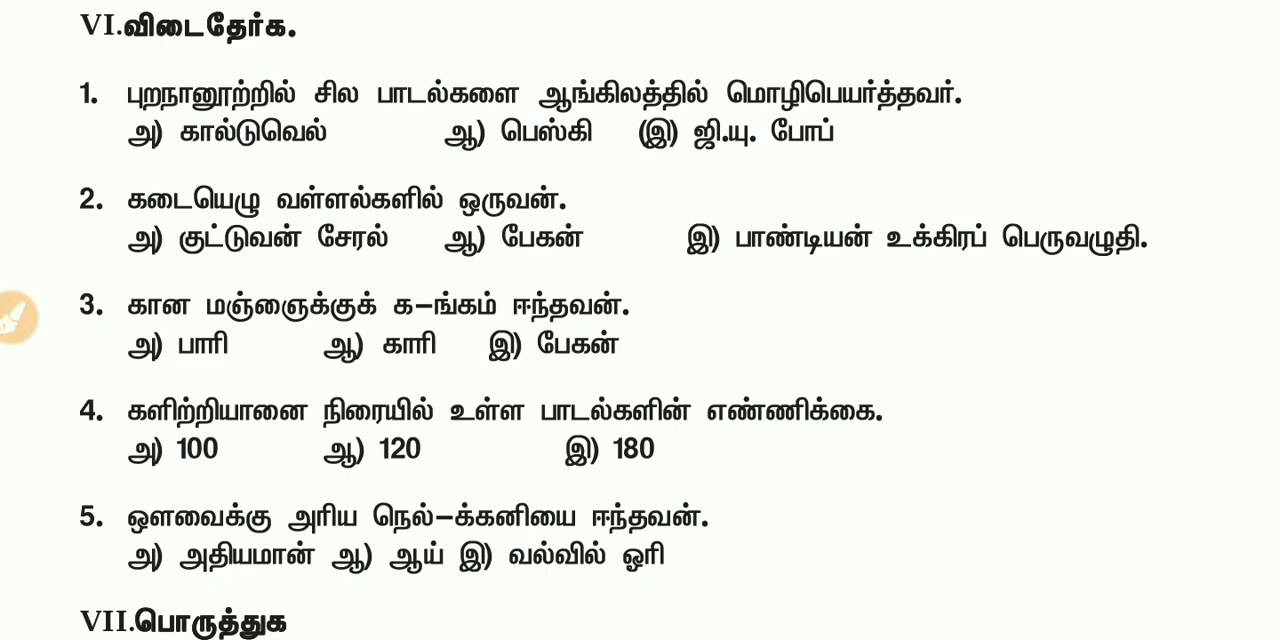 VI.விடைதேர்க.
1. புறநானூற்றில் சில பாடல்களை ஆங்கிலத்தில் மொழிபெயர்த்தவர்.
அ) கால்டுவெல் ஆ) பெஸ்கி (இ) ஜி.யு. போப்
2. கடையெழு வள்ளல்களில் ஒருவன்.
அ) குட்டுவன் சேரல் ஆ) பேகன் இ) பாண்டியன் உக்கிரப் பெருவழுதி.
3. கான மஞ்ஞைக்குக் க–ங்கம் ஈந்தவன்.
அ) பாரி ஆ) காரி இ) பேகன்
4. களிற்றியானை நிரையில் உள்ள பாடல்களின் எண்ணிக்கை.
அ) 100 ஆ) 120 இ) 180
5. ஒளவைக்கு அரிய நெல்–க்கனியை ஈந்தவன்.
அ) அதியமான் ஆ) ஆய் இ) வல்வில் ஓரி
VII.பொருத்துக